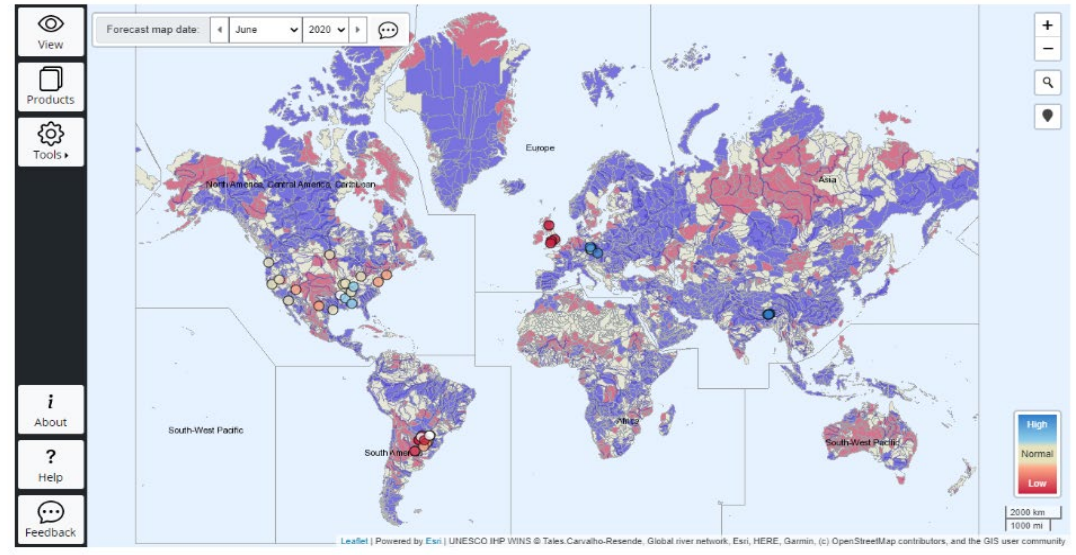 View
Products
Tools
About
Help
Feedback
Forecast map date: June 2020
Europe
North America, Central America, Caribbean
Asia
South-West Pacific
South America
Africa
South-West Pacific
High
Normal
Low
2000 km
1000 mi
Leaflet | Powered by Esri | UNESCO IHP WINS © Tales Carvalho-Resende, Global river network, Esri, HERE, Garmin, (c) OpenStreetMap contributors, and the GIS user community